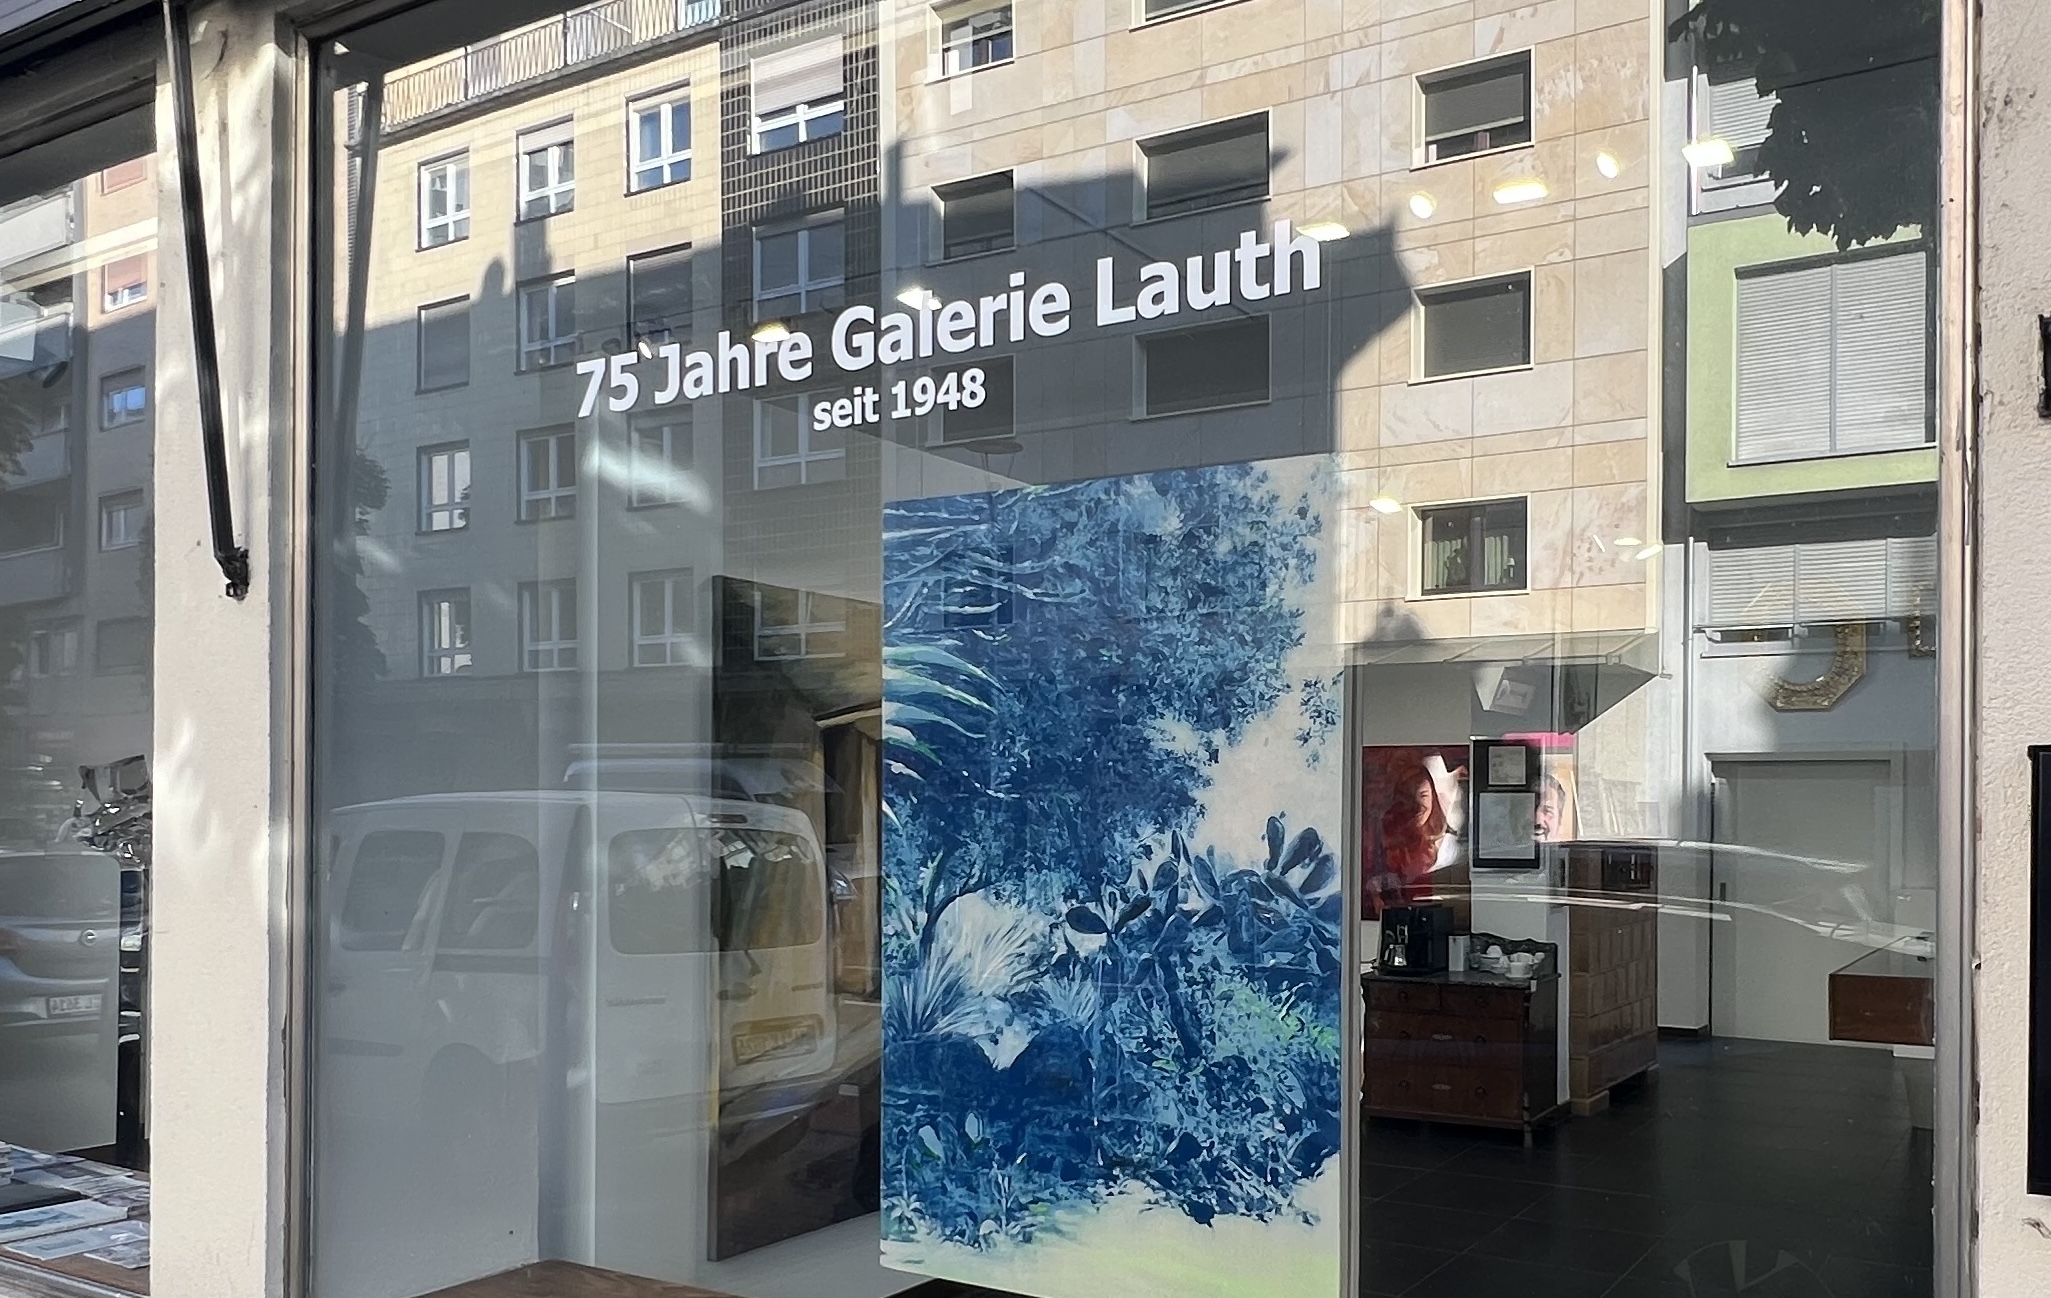 75 Jahre Galerie Lauth
seit 1948